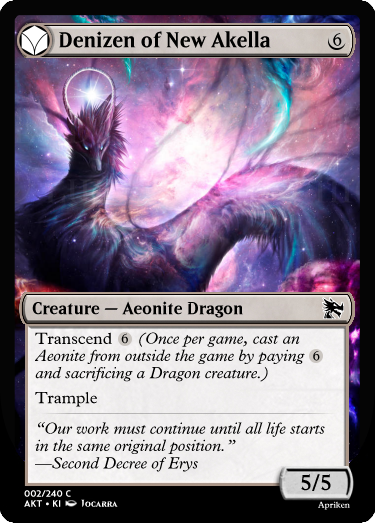 Denizen of New Akella 6
Creature — Aeonite Dragon
Transcend 6 (Once per game, cast an
Aeonite from outside the game by paying 6
and sacrificing a Dragon creature.)
Trample
“Our work must continue until all life starts
in the same original position.”
—Second Decree of Erys
5/5
002/240 C
AKT • KI Jocarra
Apriken